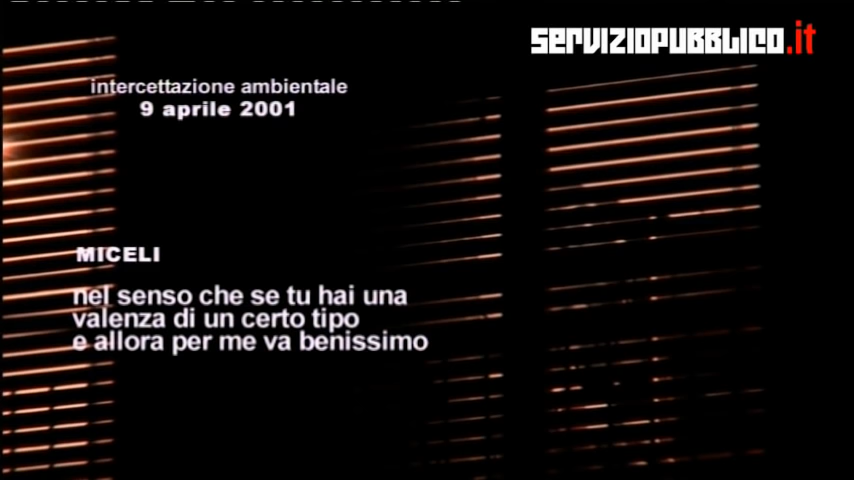 SERVIZIOPUBBLICO.it
intercettazione ambientale
9 aprile 2001
MICELI
nel senso che se tu hai una
valenza di un certo tipo
e allora per me va benissimo